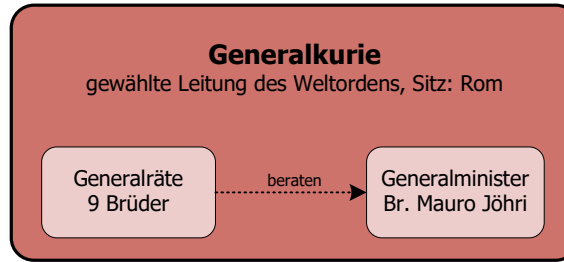 Generalkurie
gewählte Leitung des Weltordens, Sitz: Rom
Generalräte
9 Brüder
beraten
Generalminister
Br. Mauro Jöhri